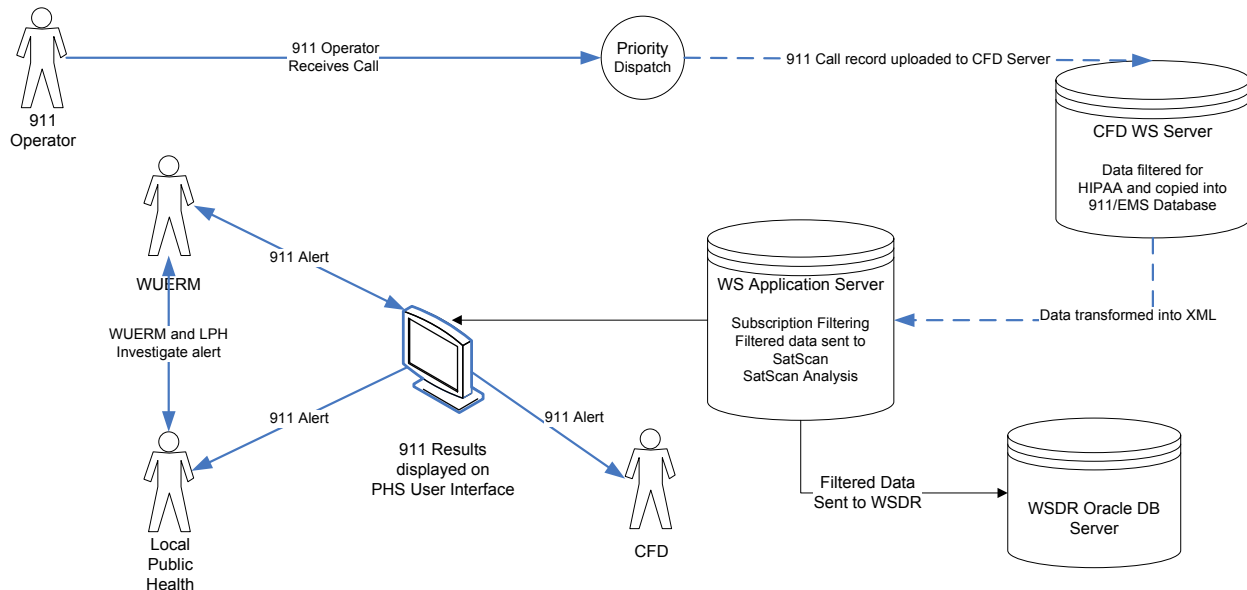 911 Operator
Receives Call
Priority
Dispatch
911 Call record uploaded to CFD Server
911
Operator
CFD WS Server
Data filtered for
HIPAA and copied into
911/EMS Database
WUERM
911 Alert
WS Application Server
Subscription Filtering
Filtered data sent to
SatScan
SatScan Analysis
Data transformed into XML
WUERM and LPH
Investigate alert
911 Alert
911 Alert
911 Results
displayed on
PHS User Interface
Filtered Data
Sent to WSDR
WSDR Oracle DB
Server
Local
Public
Health
CFD